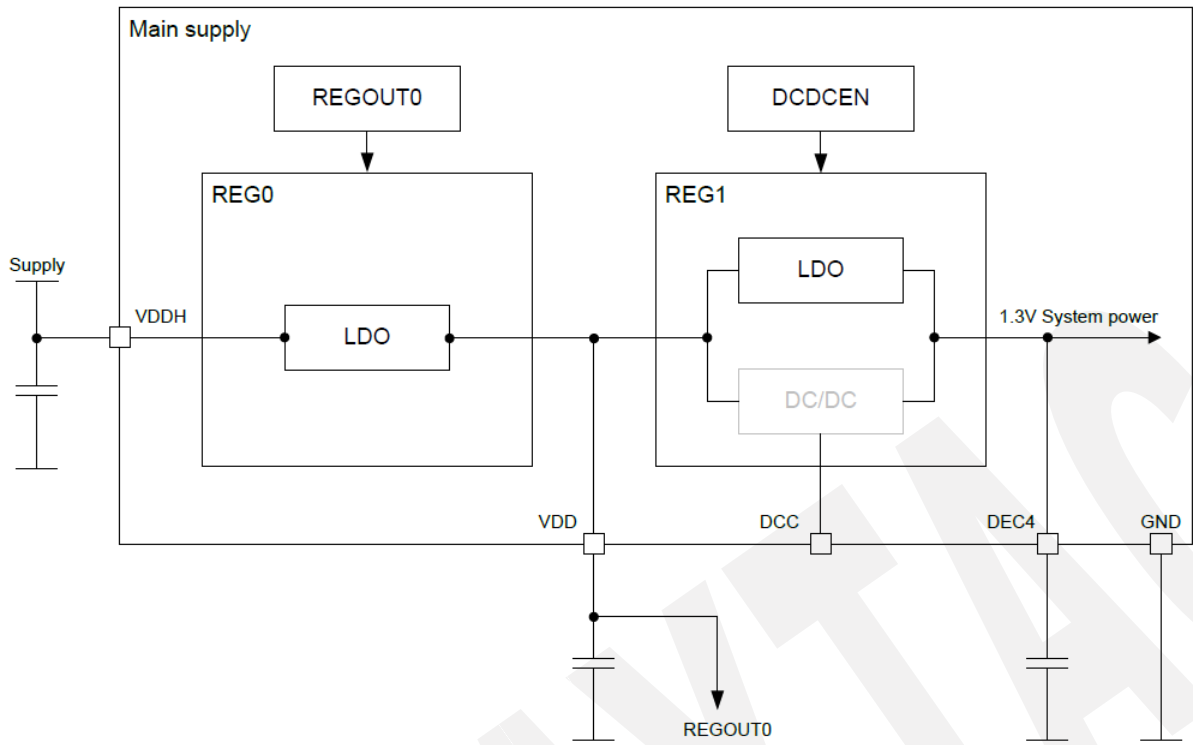 Main supply
REGOUT0
DCDCEN
REG0
REG1
LDO
Supply
VDDH
LDO
1.3V System power
DC/DC
VDD
DCC
DEC4
GND
REGOUT0